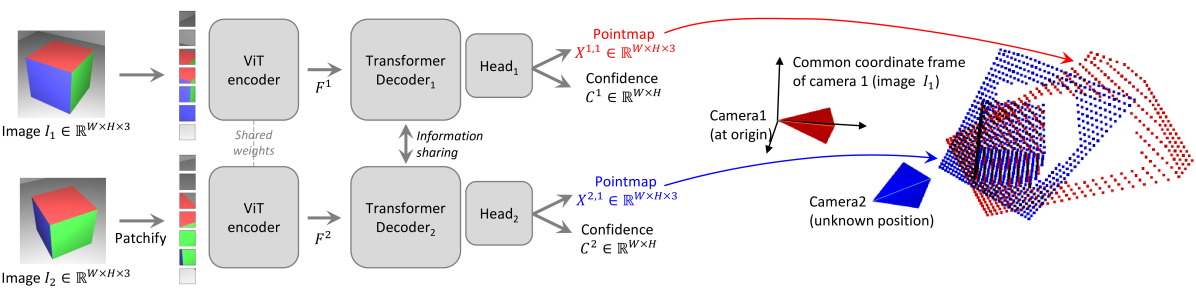 Image $I_1 \in \mathbb{R}^{W \times H \times 3}$
ViT
encoder
$F^1$
Transformer
Decoder$_1$
Head$_1$
Pointmap
$X^{1,1} \in \mathbb{R}^{W \times H \times 3}$
Confidence
$C^1 \in \mathbb{R}^{W \times H}$
Common coordinate frame
of camera 1 (image $I_1$)
Camera1
(at origin)
Shared
weights
Information
sharing
Patchify
Image $I_2 \in \mathbb{R}^{W \times H \times 3}$
ViT
encoder
$F^2$
Transformer
Decoder$_2$
Head$_2$
Pointmap
$X^{2,1} \in \mathbb{R}^{W \times H \times 3}$
Confidence
$C^2 \in \mathbb{R}^{W \times H}$
Camera2
(unknown position)